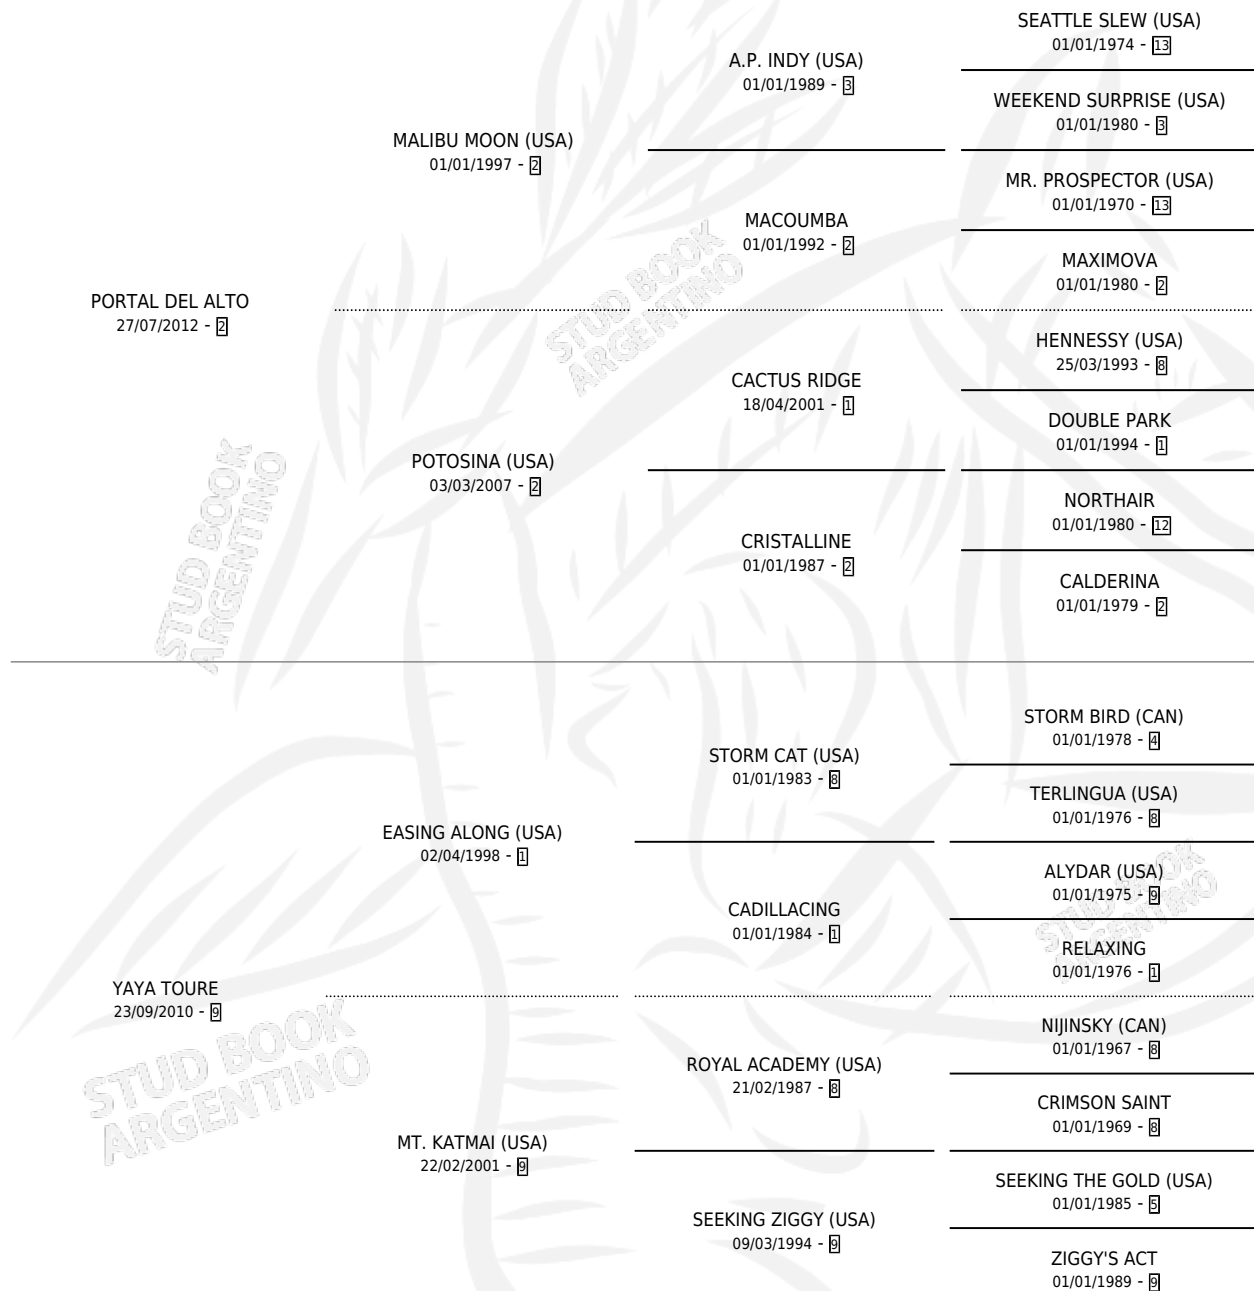 SEATTLE SLEW (USA)
01/01/1974 - 13
A.P. INDY (USA)
01/01/1989 - 3
WEEKEND SURPRISE (USA)
01/01/1980 - 3
MALIBU MOON (USA)
01/01/1997 - 2
MR. PROSPECTOR (USA)
01/01/1970 - 13
MACOUMBA
01/01/1992 - 2
MAXIMOVA
01/01/1980 - 2
PORTAL DEL ALTO
27/07/2012 - 2
HENNESSY (USA)
25/03/1993 - 8
CACTUS RIDGE
18/04/2001 - 1
DOUBLE PARK
01/01/1994 - 1
POTOSINA (USA)
03/03/2007 - 2
NORTHAIR
01/01/1980 - 12
CRISTALLINE
01/01/1987 - 2
CALDERINA
01/01/1979 - 2
STORM BIRD (CAN)
01/01/1978 - 4
STORM CAT (USA)
01/01/1983 - 8
TERLINGUA (USA)
01/01/1976 - 8
EASING ALONG (USA)
02/04/1998 - 1
ALYDAR (USA)
01/01/1975 - 9
CADILLACING
01/01/1984 - 1
RELAXING
01/01/1976 - 1
YAYA TOURE
23/09/2010 - 9
NIJINSKY (CAN)
01/01/1967 - 8
ROYAL ACADEMY (USA)
21/02/1987 - 8
CRIMSON SAINT
01/01/1969 - 8
MT. KATMAI (USA)
22/02/2001 - 9
SEEKING THE GOLD (USA)
01/01/1985 - 5
SEEKING ZIGGY (USA)
09/03/1994 - 9
ZIGGY'S ACT
01/01/1989 - 9
STUD BOOK
ARGENTINO
STUD BOOK
ARGENTINO
STUD BOOK
ARGENTINO
STUD BOOK
ARGENTINO